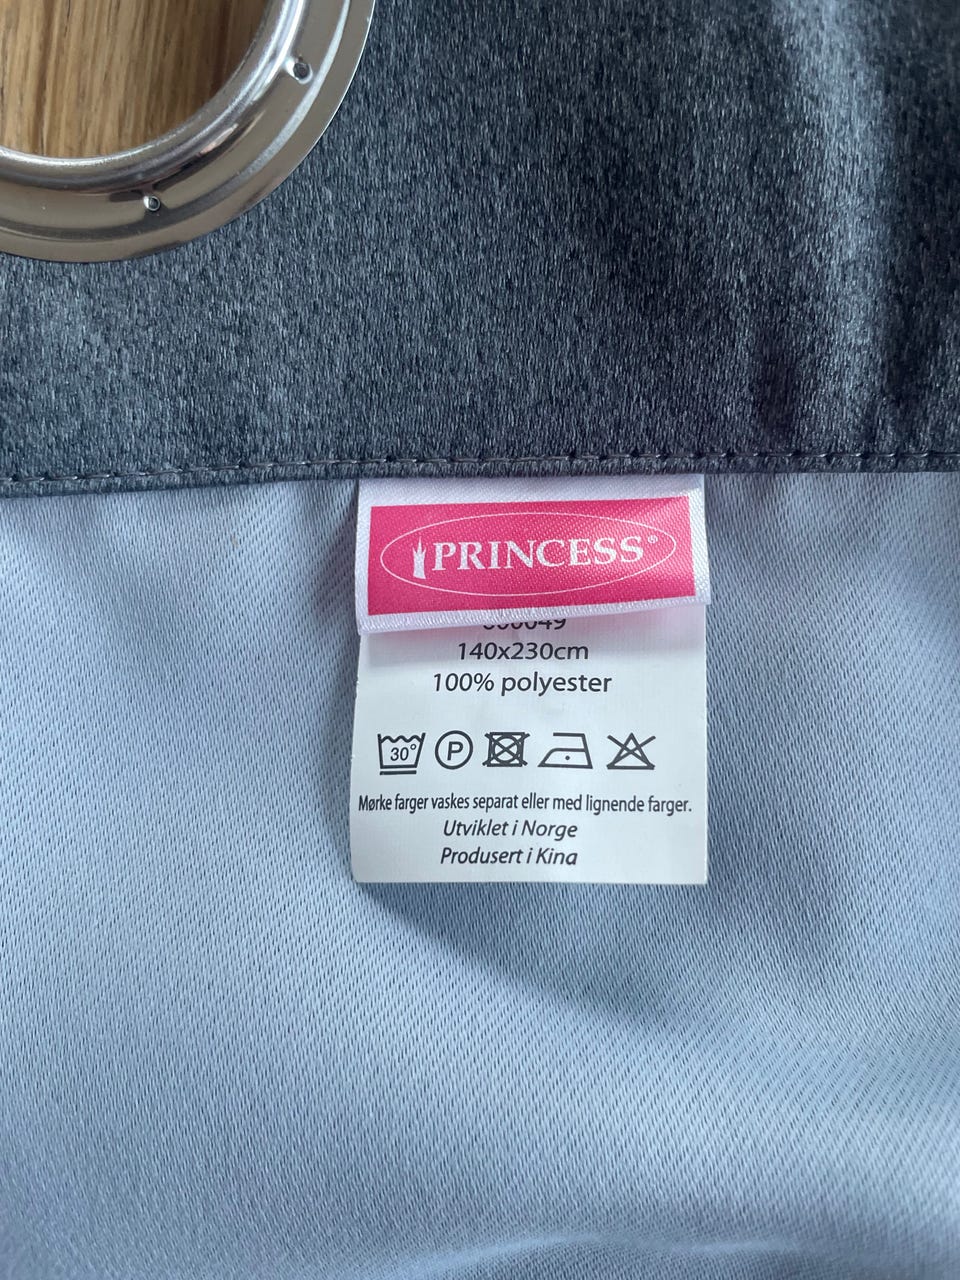 PRINCESS®
140x230cm
100% polyester
30° P
Mørke farger vaskes separat eller med lignende farger.
Utviklet i Norge
Produsert i Kina